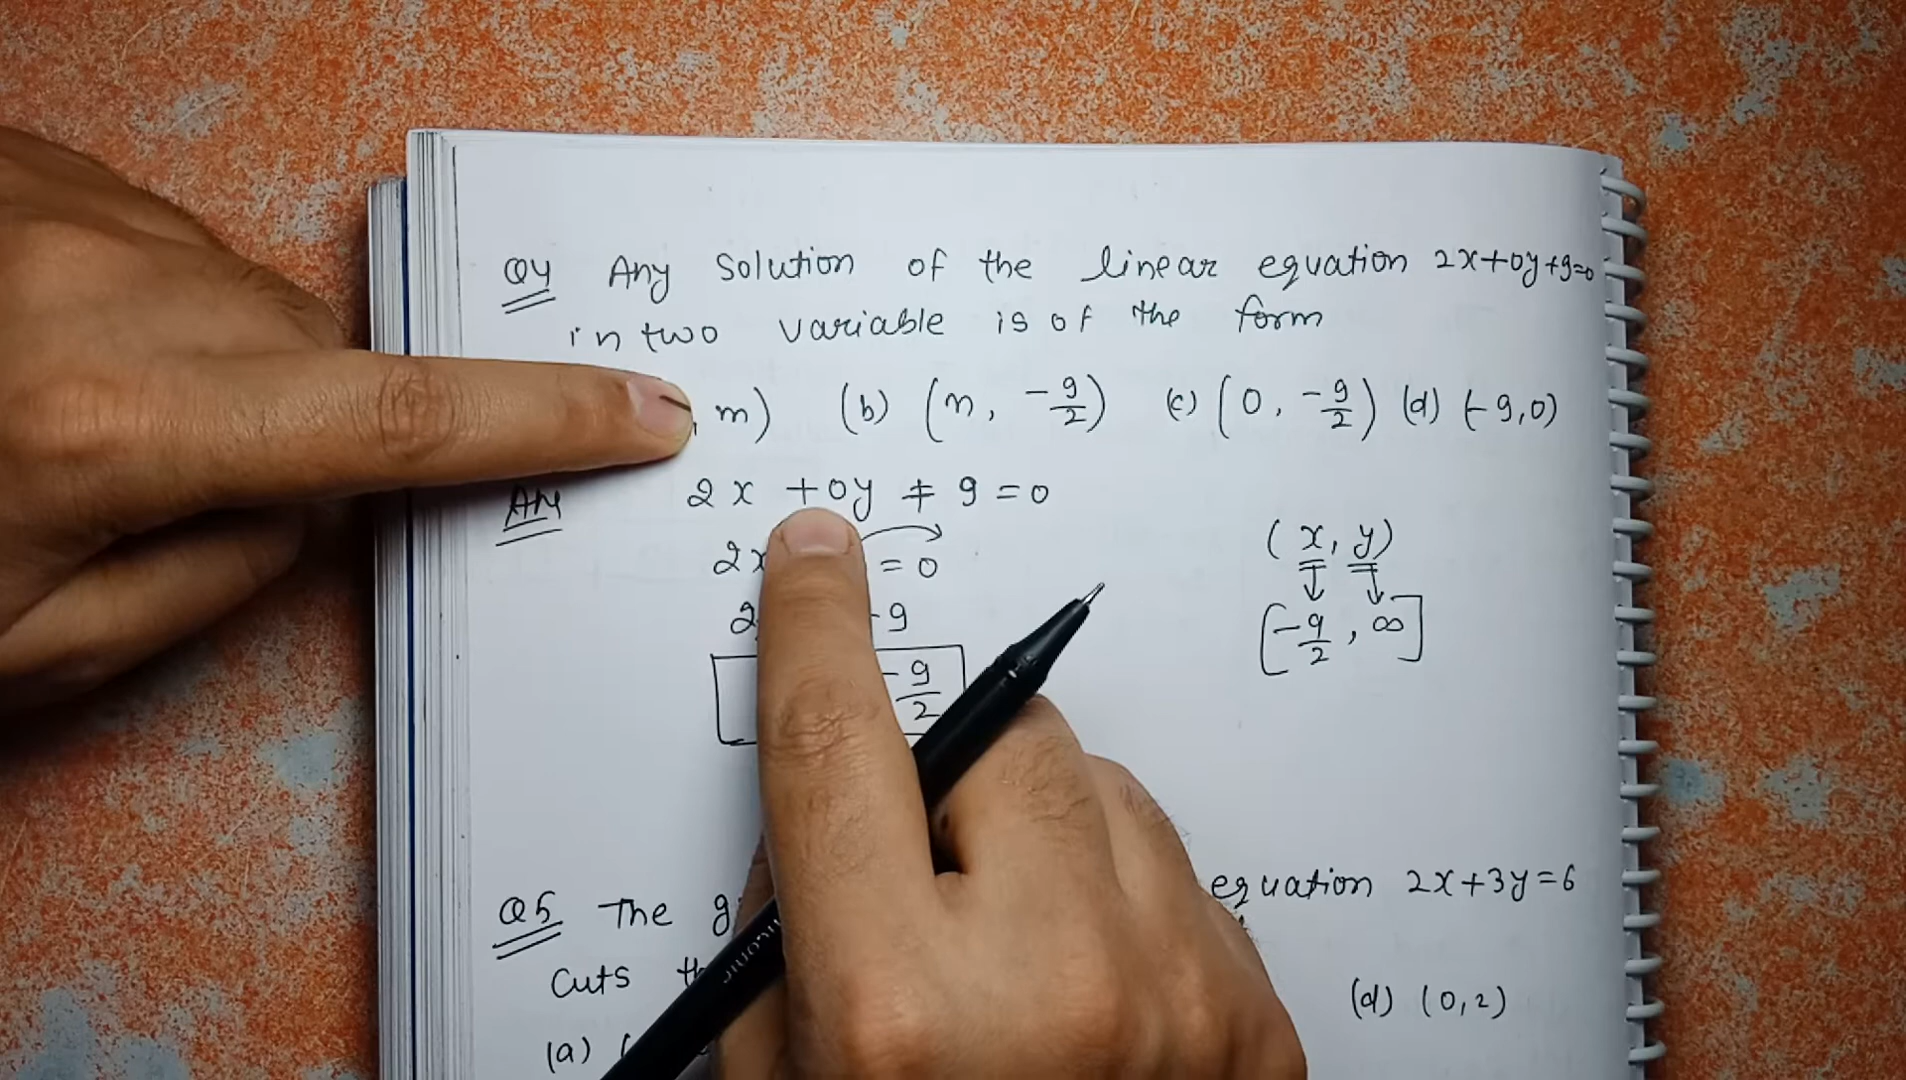 Q4 Any Solution of the linear equation 2x+0y+9=0
in two variable is of the form
, m) (b) (n, -9/2) (c) (0, -9/2) (d) (-9,0)
Ans 2x +0y + 9 = 0
2x = 0
2 -9
-9/2
(x, y)
[-9/2, ∞]
Q5 The g equation 2x+3y=6
Cuts th
(a) ( (d) (0,2)